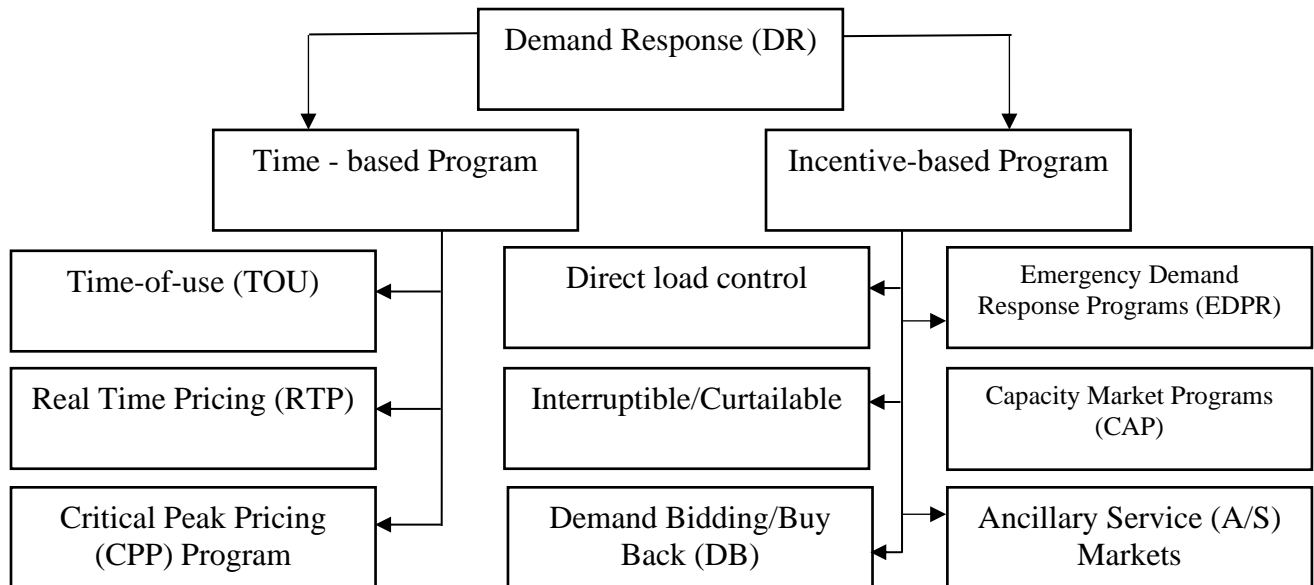 Demand Response (DR)
Time - based Program
Incentive-based Program
Time-of-use (TOU)
Direct load control
Emergency Demand
Response Programs (EDPR)
Real Time Pricing (RTP)
Interruptible/Curtailable
Capacity Market Programs
(CAP)
Critical Peak Pricing
(CPP) Program
Demand Bidding/Buy
Back (DB)
Ancillary Service (A/S)
Markets